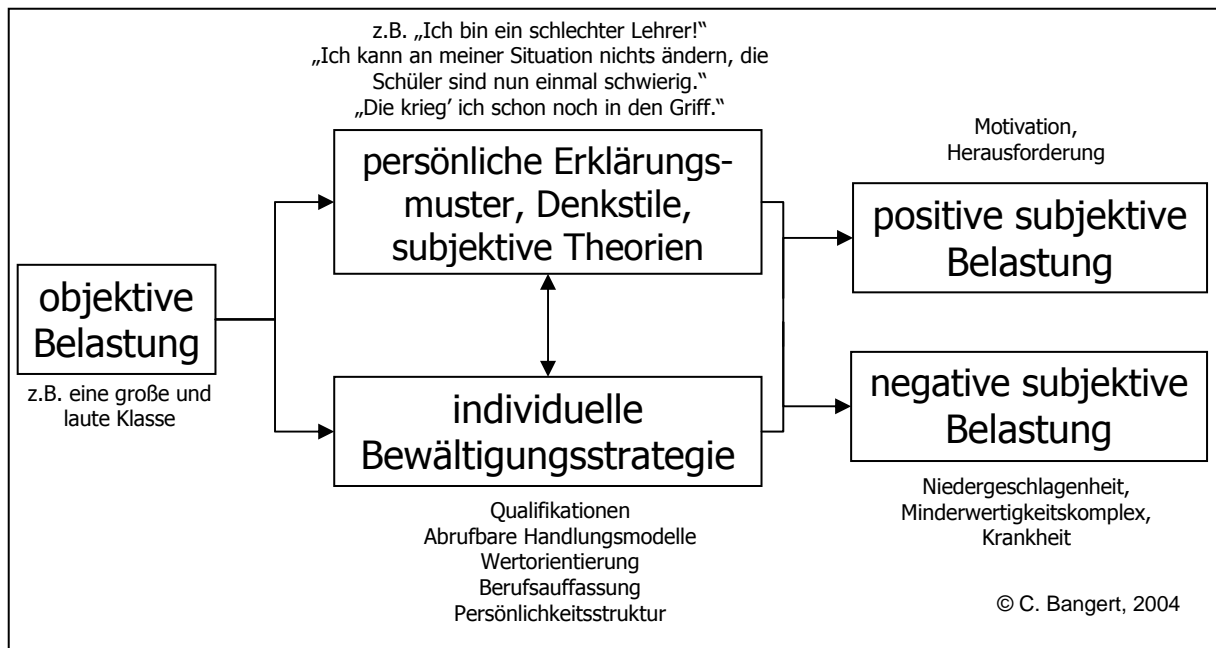 z.B. „Ich bin ein schlechter Lehrer!“
„Ich kann an meiner Situation nichts ändern, die
Schüler sind nun einmal schwierig.“
„Die krieg’ ich schon noch in den Griff.“
persönliche Erklärungs-
muster, Denkstile,
subjektive Theorien
objektive
Belastung
z.B. eine große und
laute Klasse
individuelle
Bewältigungsstrategie
Qualifikationen
Abrufbare Handlungsmodelle
Wertorientierung
Berufsauffassung
Persönlichkeitsstruktur
Motivation,
Herausforderung
positive subjektive
Belastung
negative subjektive
Belastung
Niedergeschlagenheit,
Minderwertigkeitskomplex,
Krankheit
© C. Bangert, 2004